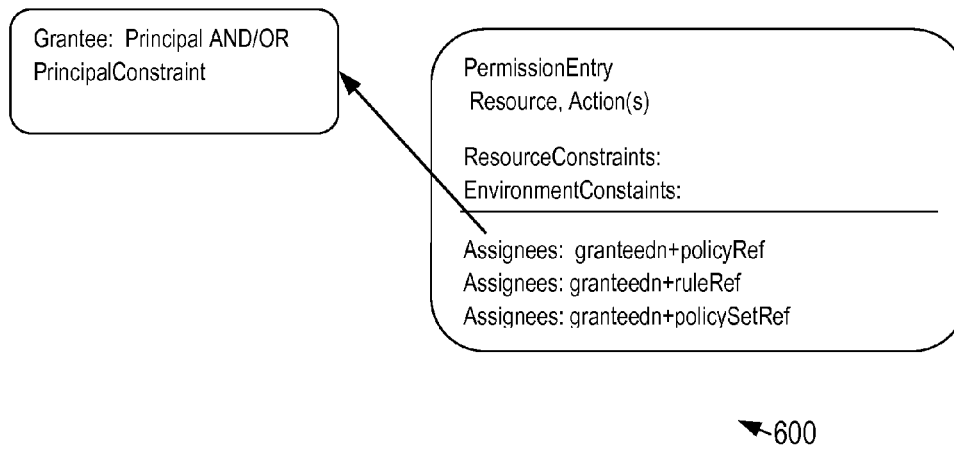 Grantee: Principal AND/OR
PrincipalConstraint
PermissionEntry
Resource, Action(s)
ResourceConstraints:
EnvironmentConstaints:
Assignees: granteedn+policyRef
Assignees: granteedn+ruleRef
Assignees: granteedn+policySetRef
600